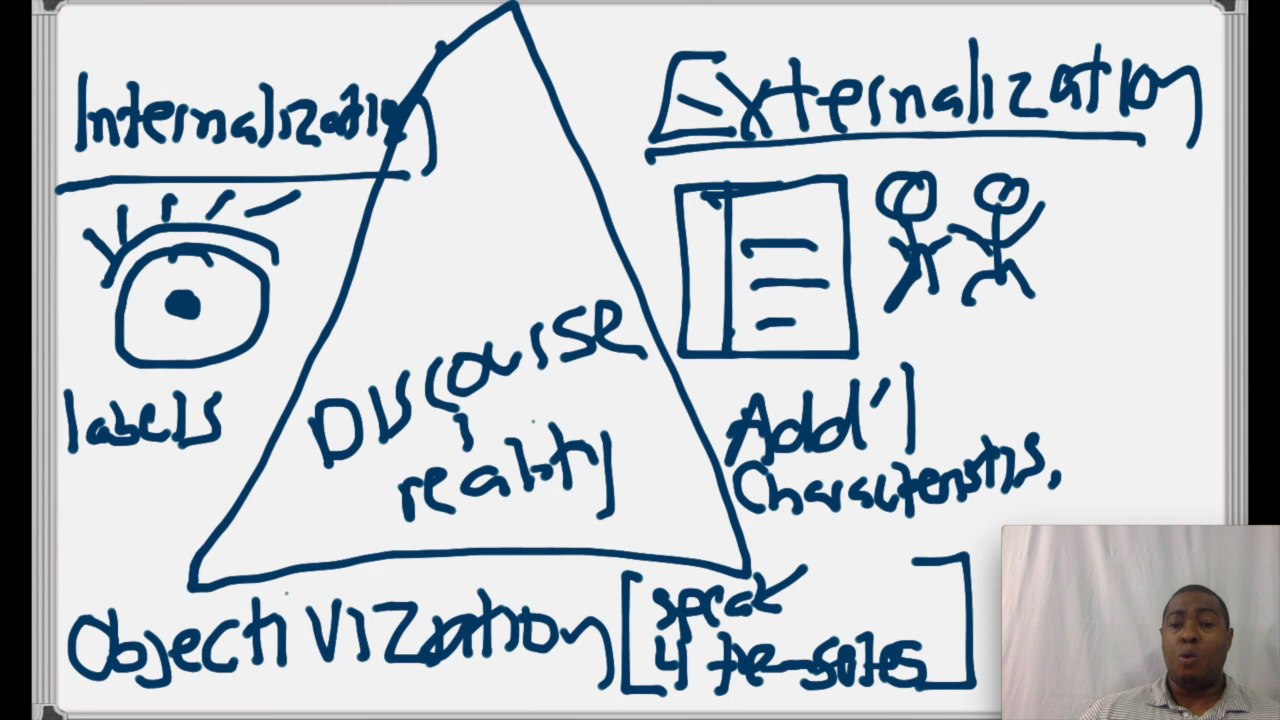 Internalization
Externalization
labels
Discourse
reality
Add'l
Characteristics.
Objectivization
speak
4 themselves